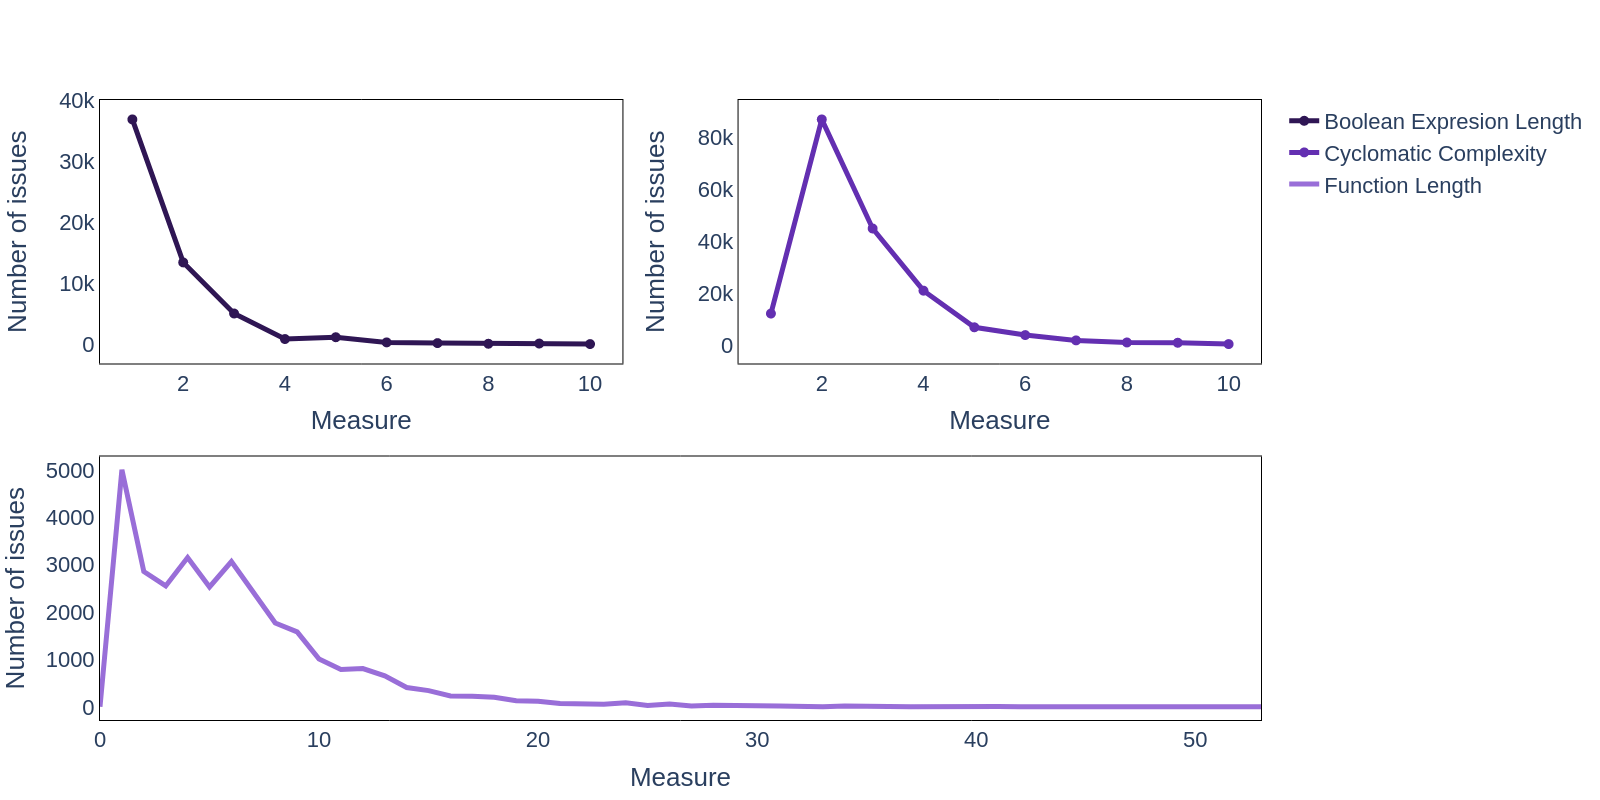 40k
30k
20k
10k
0
Number of issues
2 4 6 8 10
Measure
80k
60k
40k
20k
0
Number of issues
2 4 6 8 10
Measure
Boolean Expresion Length
Cyclomatic Complexity
Function Length
5000
4000
3000
2000
1000
0
Number of issues
0 10 20 30 40 50
Measure